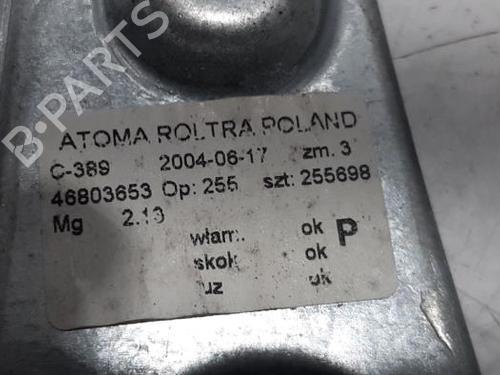 B-PARTS
ATOMA ROLTRA POLAND
C-389 2004-06-17 zm. 3
46803653 Op: 255 szt: 255698
Mg 2.13
włam: ok P
skok: ok
uz ok